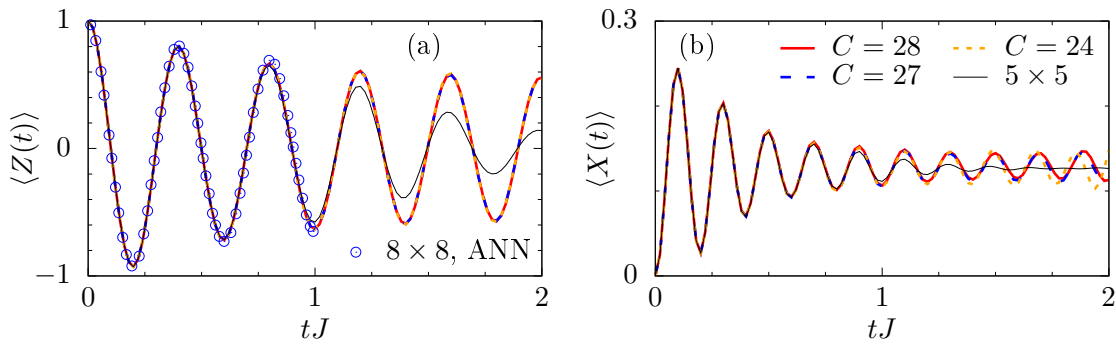 1
0
−1
⟨Z(t)⟩
(a)
8 × 8, ANN
0 1 2
tJ
0.3
0
⟨X(t)⟩
(b)
C = 28 C = 24
C = 27 5 × 5
0 1 2
tJ